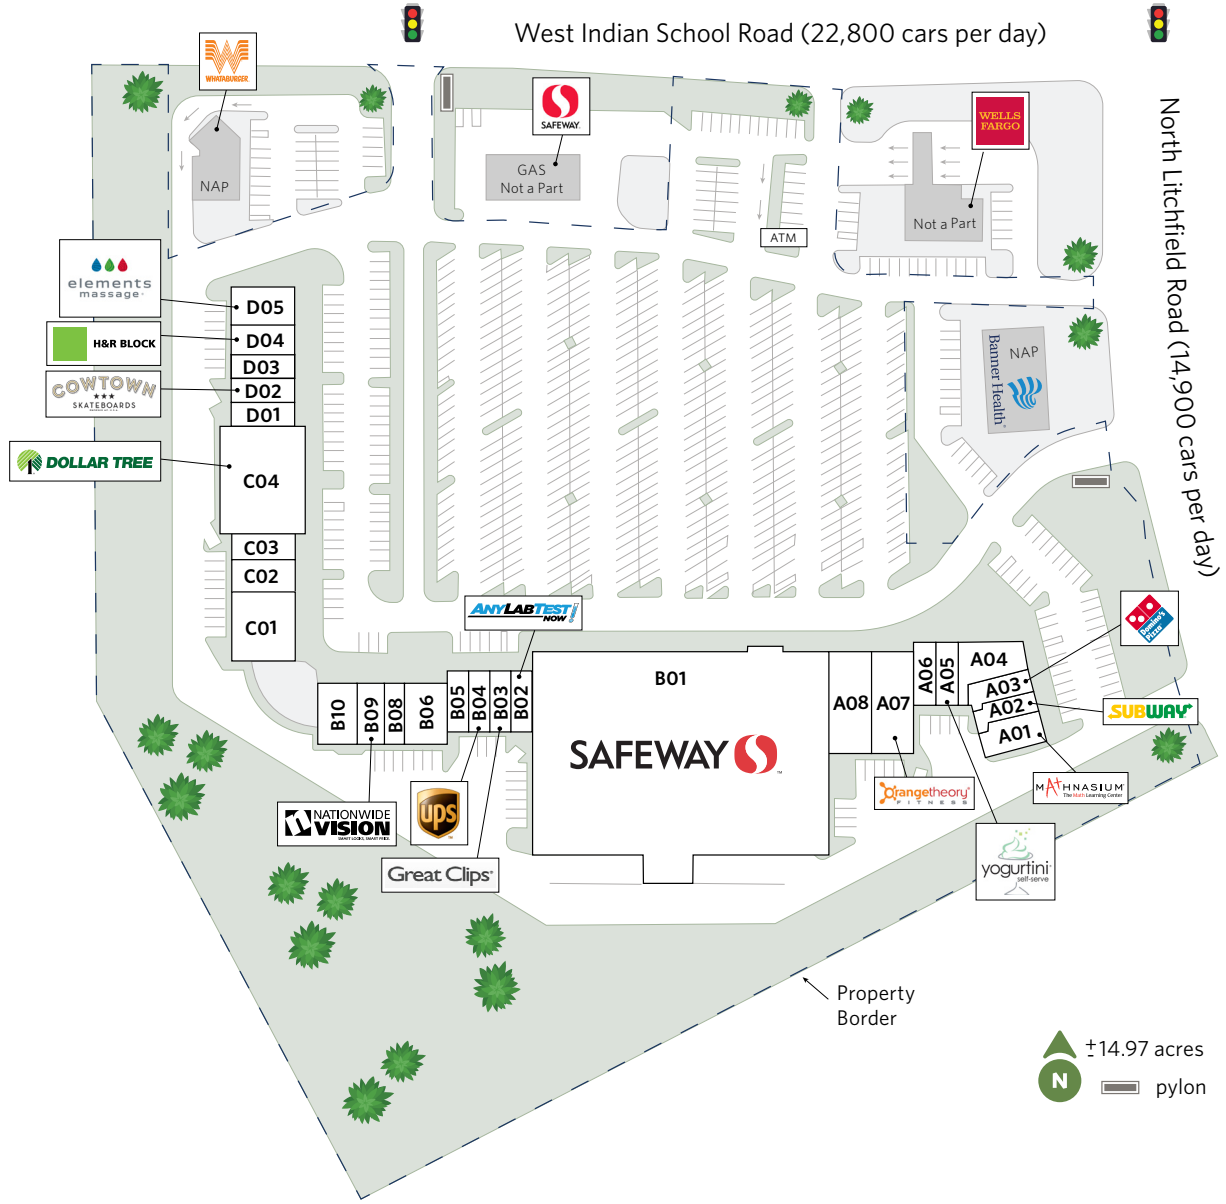 West Indian School Road (22,800 cars per day)
North Litchfield Road (14,900 cars per day)
WHATABURGER
NAP
SAFEWAY
GAS
Not a Part
WELLS
FARGO
Not a Part
ATM
elements
massage
H&R BLOCK
COWTOWN
SKATEBOARDS
DOLLAR TREE
D05
D04
D03
D02
D01
C04
C03
C02
C01
NAP
Banner Health
ANYLABTEST!
NOW
Domino's
Pizza
SUBWAY
MATHNASIUM
The Math Learning Center
B10
B09
B08
B06
B05
B04
B03
B02
B01
SAFEWAY
A08
A07
A06
A05
A04
A03
A02
A01
NATIONWIDE
VISION
ups
Great Clips
Orangetheory
FITNESS
yogurtini
self-serve
Property
Border
±14.97 acres
N
pylon